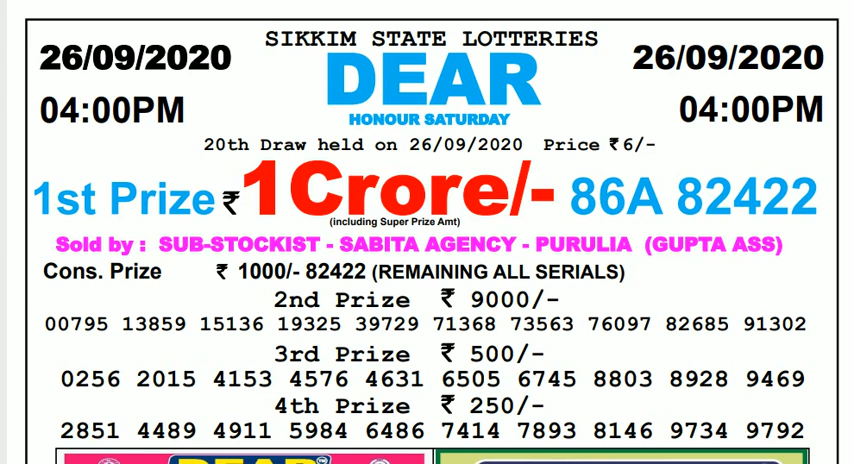 26/09/2020 SIKKIM STATE LOTTERIES 26/09/2020
DEAR
04:00PM HONOUR SATURDAY 04:00PM
20th Draw held on 26/09/2020 Price ₹6/-
1st Prize ₹1Crore/- 86A 82422
(including Super Prize Amt)
Sold by : SUB-STOCKIST - SABITA AGENCY - PURULIA (GUPTA ASS)
Cons. Prize ₹ 1000/- 82422 (REMAINING ALL SERIALS)
2nd Prize ₹ 9000/-
00795 13859 15136 19325 39729 71368 73563 76097 82685 91302
3rd Prize ₹ 500/-
0256 2015 4153 4576 4631 6505 6745 8803 8928 9469
4th Prize ₹ 250/-
2851 4489 4911 5984 6486 7414 7893 8146 9734 9792
DEAR